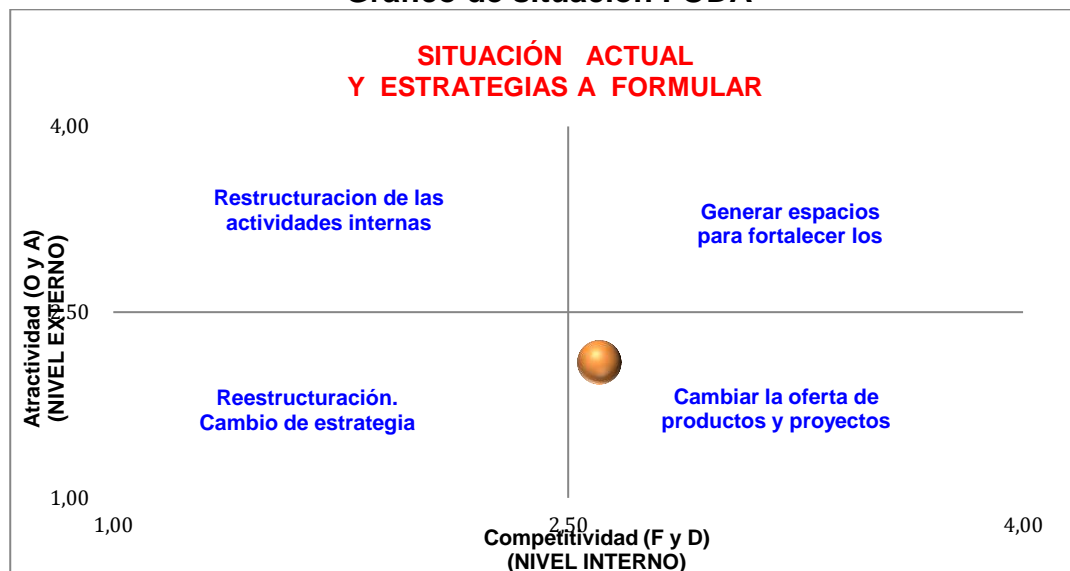 SITUACIÓN ACTUAL
Y ESTRATEGIAS A FORMULAR
4,00
Restructuracion de las
actividades internas
Generar espacios
para fortalecer los
Atractividad (O y A)
(NIVEL EXTERNO)
2,50
Reestructuración.
Cambio de estrategia
Cambiar la oferta de
productos y proyectos
1,00
1,00
2,50
4,00
Competitividad (F y D)
(NIVEL INTERNO)